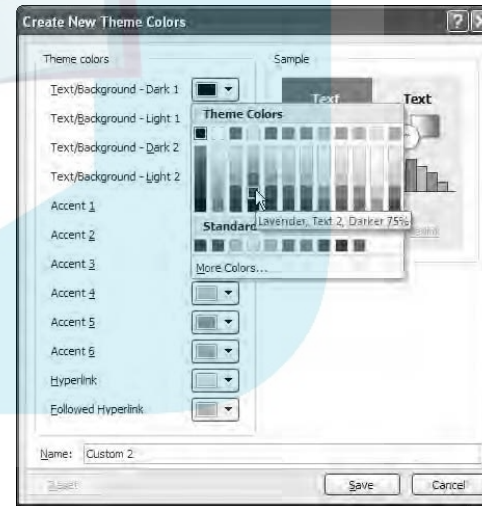 Create New Theme Colors
Theme colors
Sample
Text/Background - Dark 1
Text/Background - Light 1
Text/Background - Dark 2
Text/Background - Light 2
Accent 1
Accent 2
Accent 3
Accent 4
Accent 5
Accent 6
Hyperlink
Followed Hyperlink
Text
Text
Theme Colors
Lavender, Text 2, Darker 75%
Standard
More Colors...
Name: Custom 2
Reset
Save
Cancel